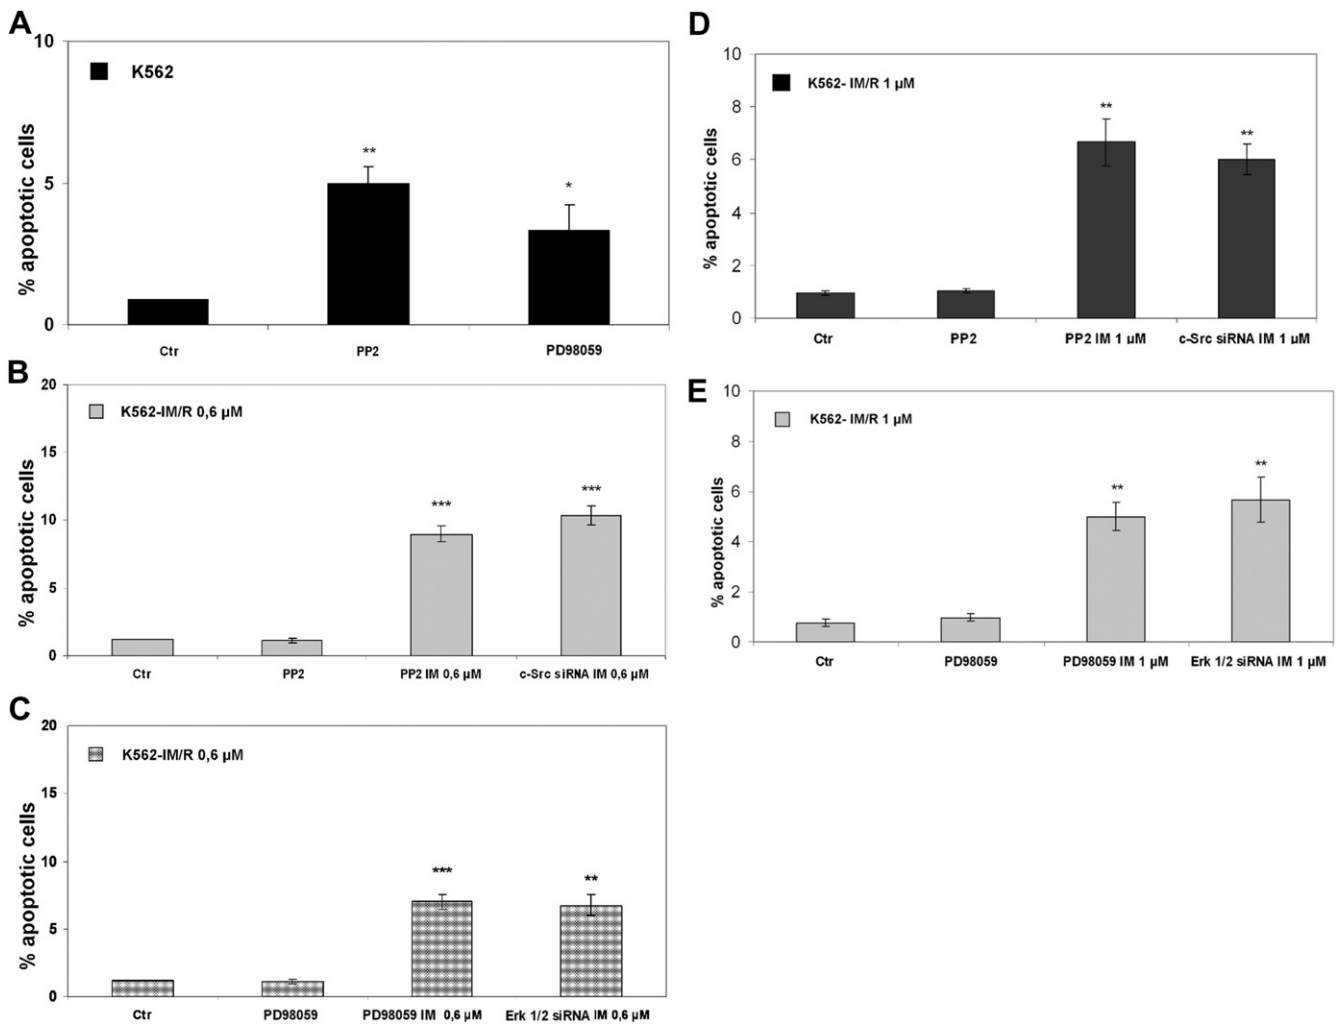 A
10
5
0
% apoptotic cells
K562
**
*
Ctr
PP2
PD98059
B
20
15
10
5
0
% apoptotic cells
K562-IM/R 0,6 µM
***
***
Ctr
PP2
PP2 IM 0,6 µM
c-Src siRNA IM 0,6 µM
C
20
15
10
5
0
% apoptotic cells
K562-IM/R 0,6 µM
***
**
Ctr
PD98059
PD98059 IM 0,6 µM
Erk 1/2 siRNA IM 0,6 µM
D
10
8
6
4
2
0
% apoptotic cells
K562- IM/R 1 µM
**
**
Ctr
PP2
PP2 IM 1 µM
c-Src siRNA IM 1 µM
E
10
8
6
4
2
0
% apoptotic cells
K562- IM/R 1 µM
**
**
Ctr
PD98059
PD98059 IM 1 µM
Erk 1/2 siRNA IM 1 µM